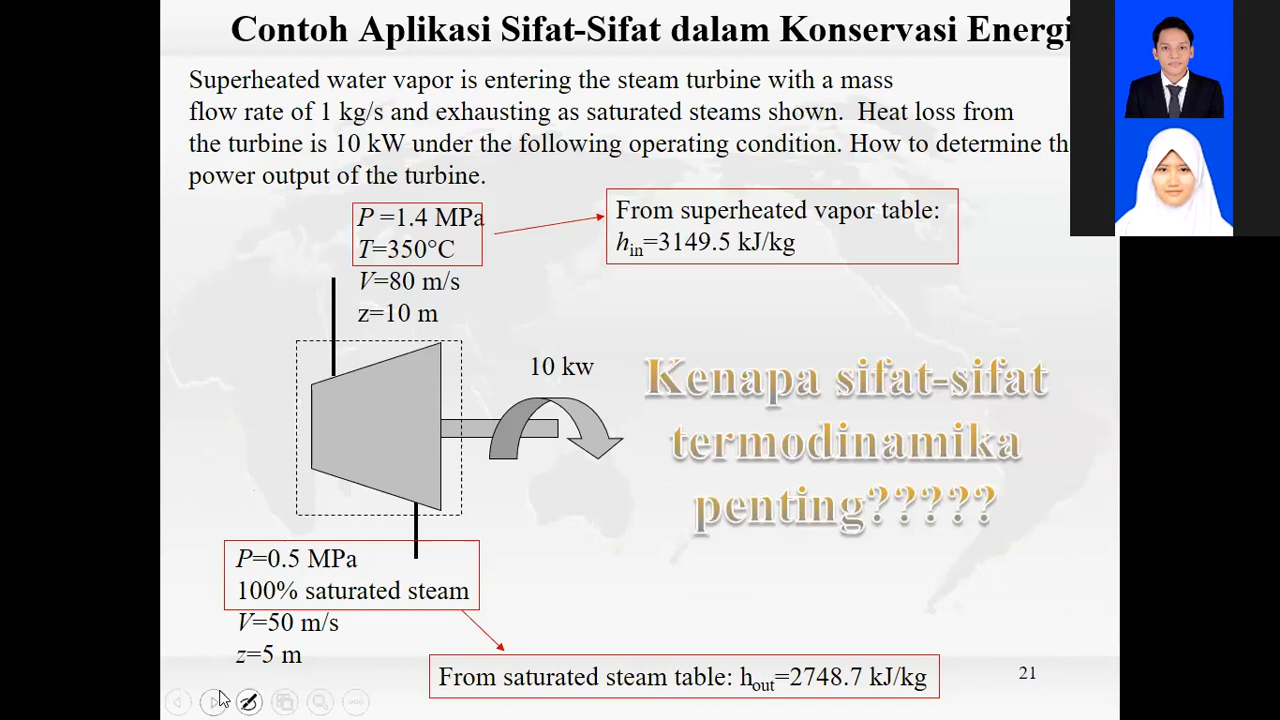 Contoh Aplikasi Sifat-Sifat dalam Konservasi Energi
Superheated water vapor is entering the steam turbine with a mass
flow rate of 1 kg/s and exhausting as saturated steams shown. Heat loss from
the turbine is 10 kW under the following operating condition. How to determine th
power output of the turbine.
P =1.4 MPa
T=350°C
V=80 m/s
z=10 m
From superheated vapor table:
hin=3149.5 kJ/kg
10 kw
Kenapa sifat-sifat
termodinamika
penting?????
P=0.5 MPa
100% saturated steam
V=50 m/s
z=5 m
From saturated steam table: hout=2748.7 kJ/kg
21